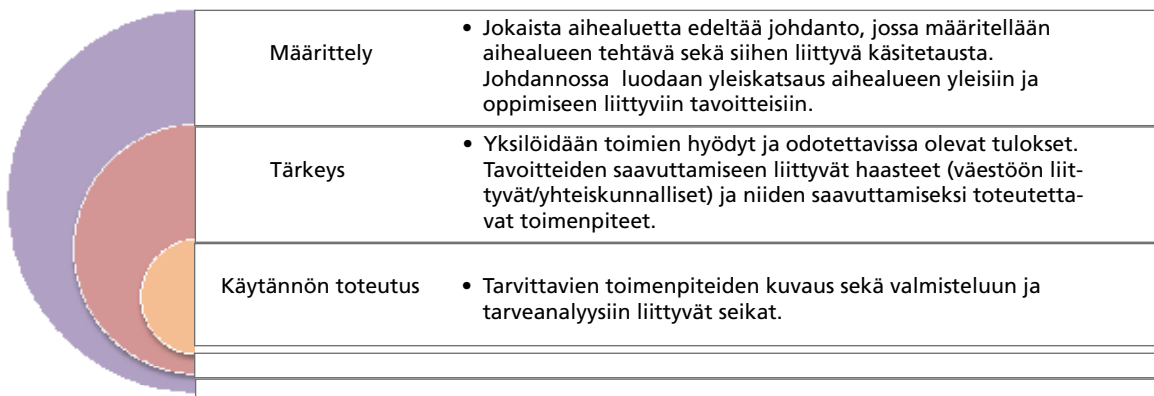 Määrittely
• Jokaista aihealuetta edeltää johdanto, jossa määritellään
aihealueen tehtävä sekä siihen liittyvä käsitetausta.
Johdannossa luodaan yleiskatsaus aihealueen yleisiin ja
oppimiseen liittyviin tavoitteisiin.
Tärkeys
• Yksilöidään toimien hyödyt ja odotettavissa olevat tulokset.
Tavoitteiden saavuttamiseen liittyvät haasteet (väestöön liit-
tyvät/yhteiskunnalliset) ja niiden saavuttamiseksi toteutetta-
vat toimenpiteet.
Käytännön toteutus
• Tarvittavien toimenpiteiden kuvaus sekä valmisteluun ja
tarveanalyysiin liittyvät seikat.